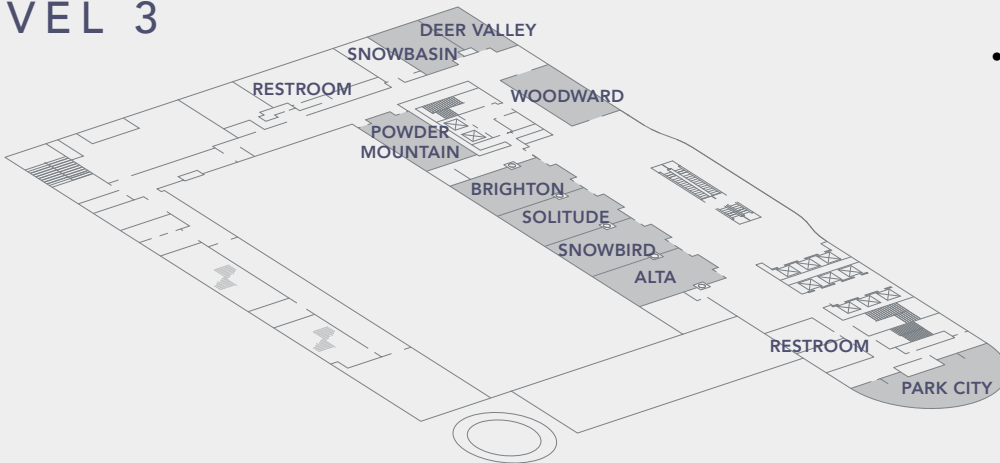 VEL 3
DEER VALLEY
SNOWBASIN
RESTROOM
WOODWARD
POWDER
MOUNTAIN
BRIGHTON
SOLITUDE
SNOWBIRD
ALTA
RESTROOM
PARK CITY